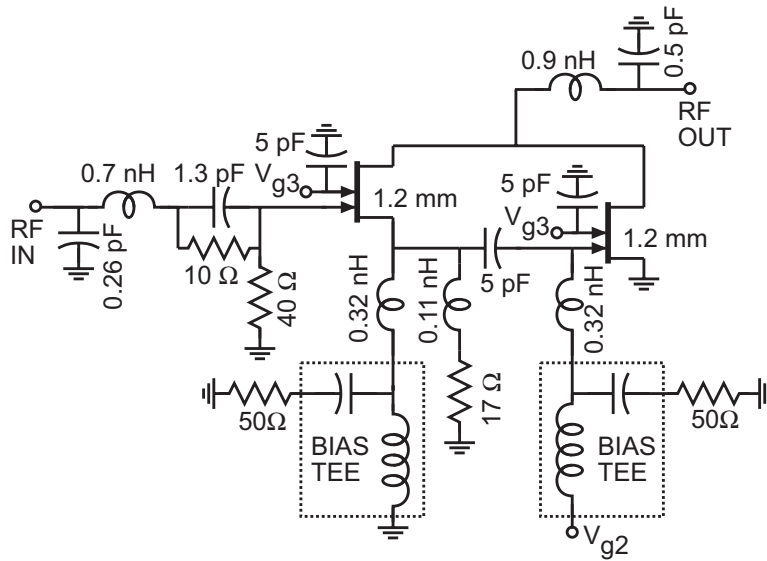 0.5 pF
0.9 nH
RF
OUT
5 pF
0.7 nH
1.3 pF
Vg3
1.2 mm
5 pF
Vg3
1.2 mm
RF
IN
0.26 pF
10 Ω
40 Ω
0.32 nH
0.11 nH
5 pF
0.32 nH
17 Ω
50Ω
BIAS
TEE
BIAS
TEE
50Ω
Vg2